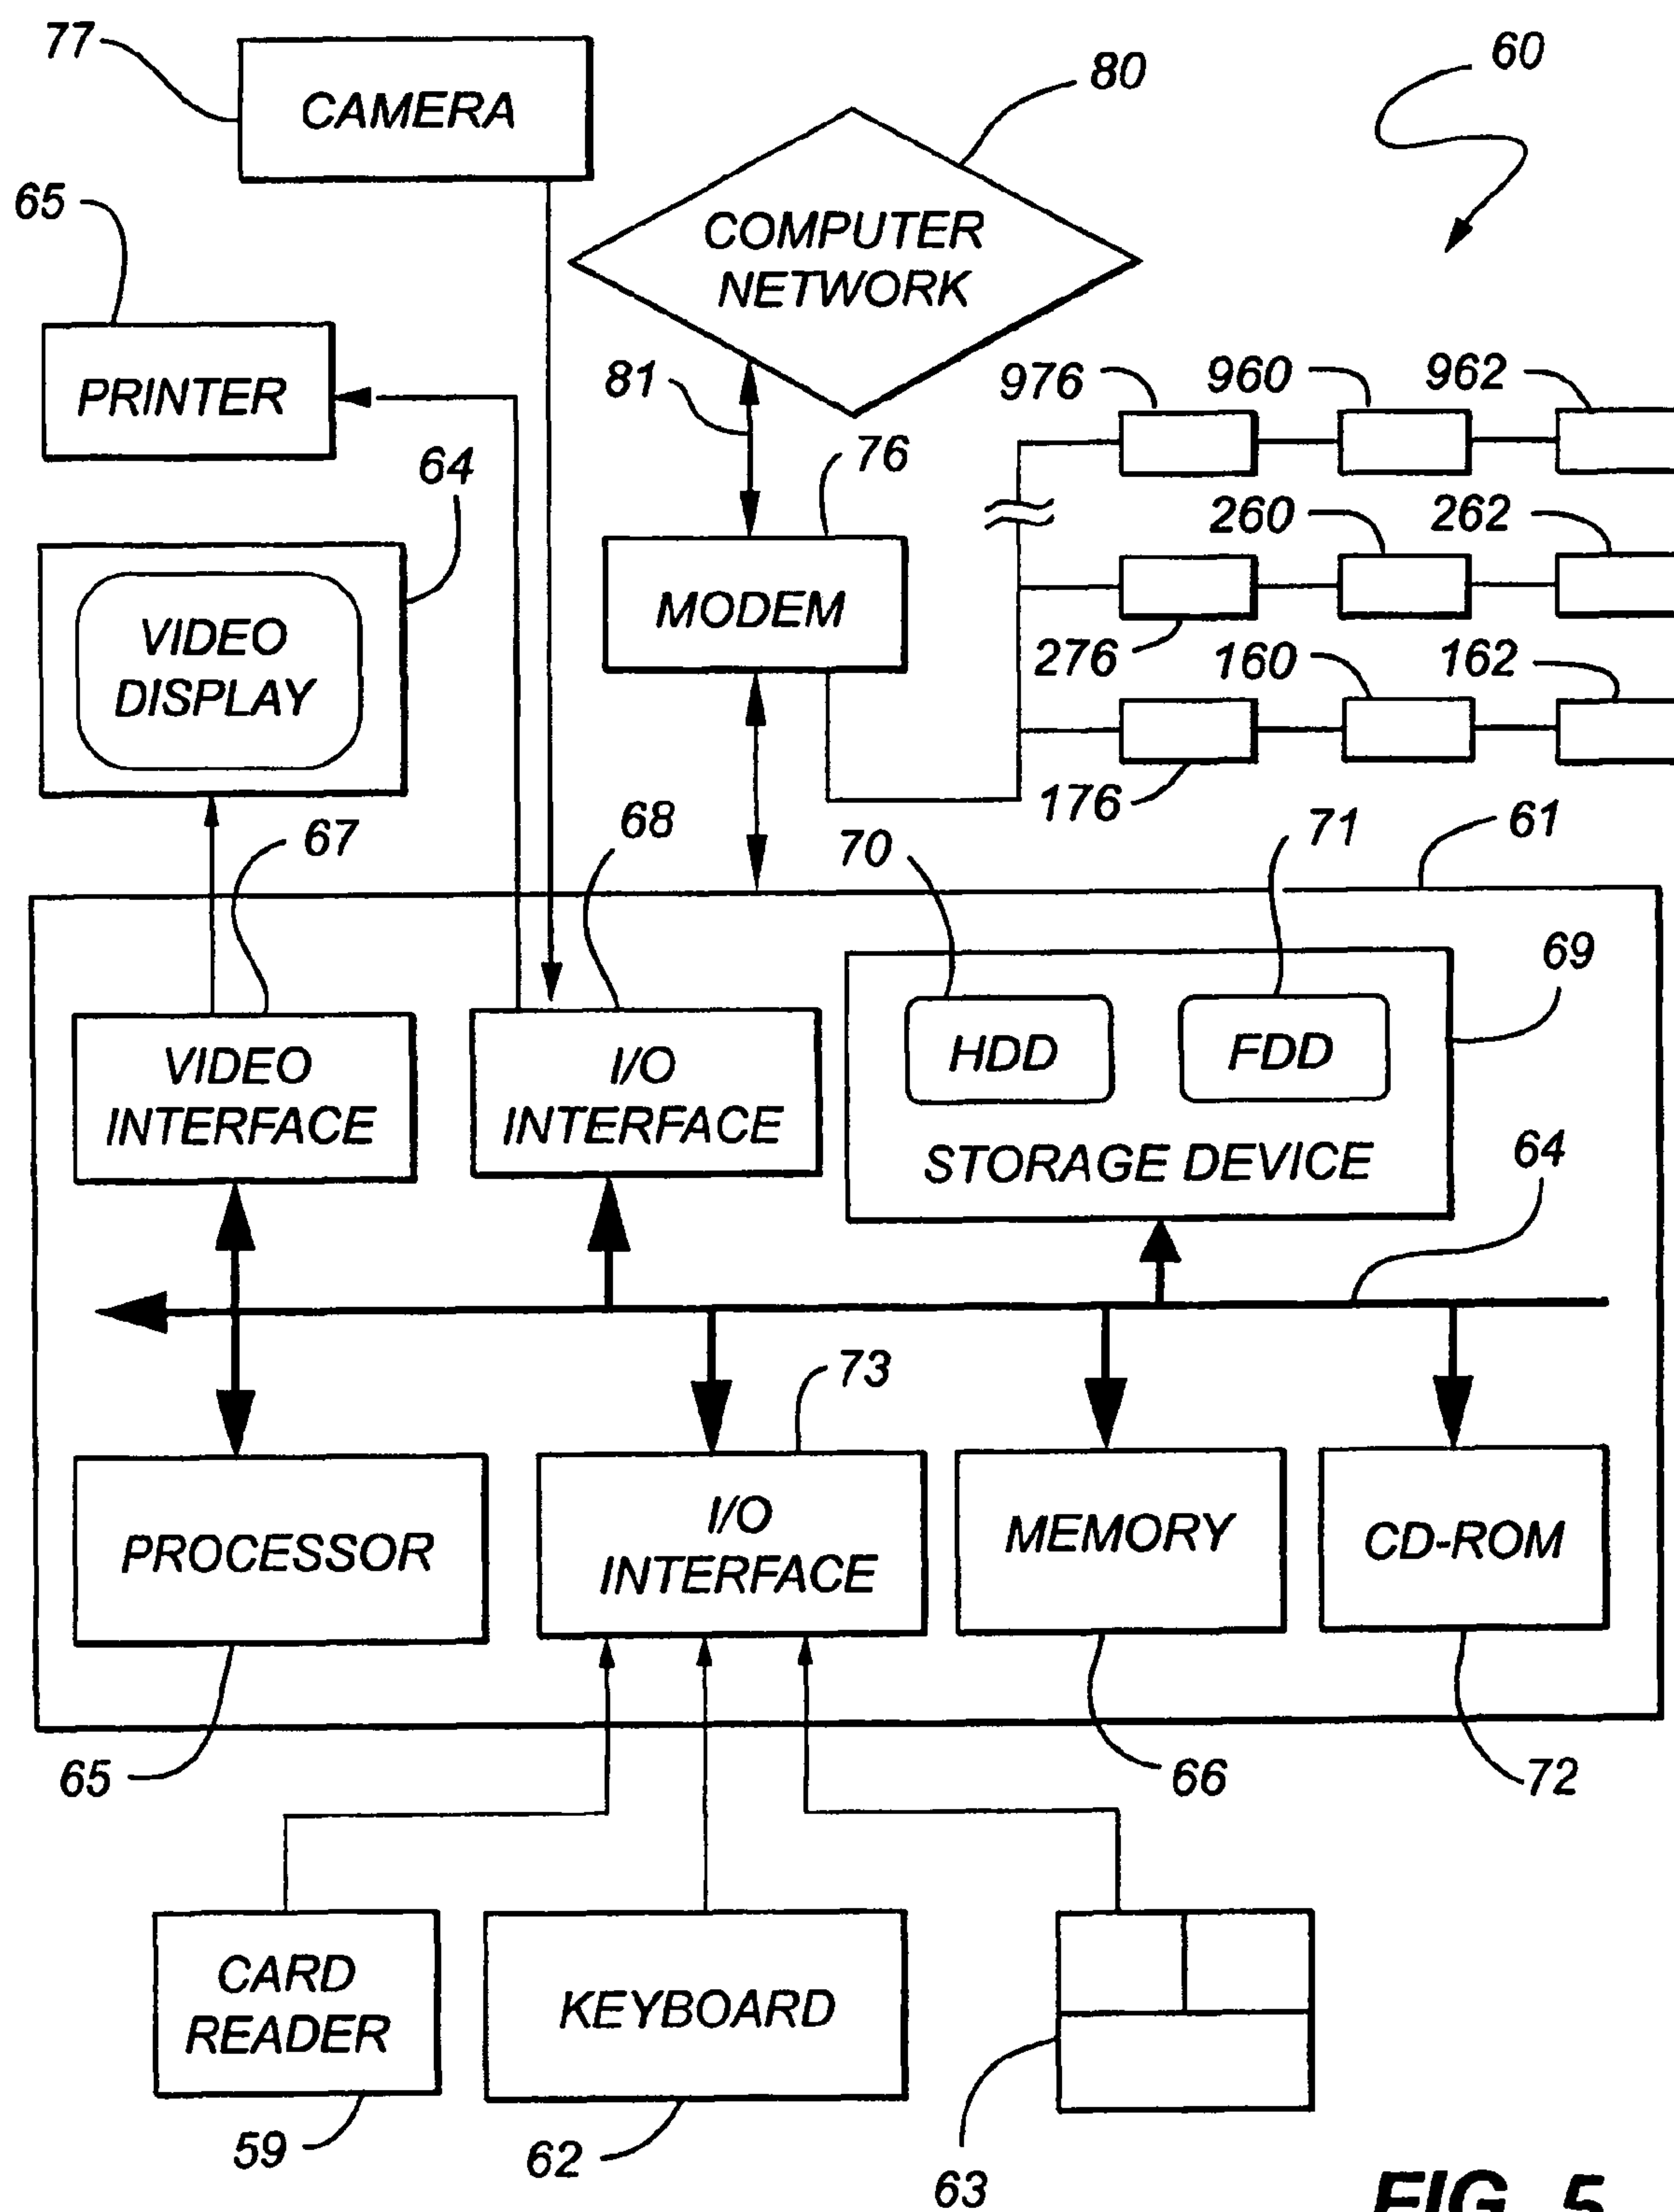 77
CAMERA
80
60
65
COMPUTER
NETWORK
PRINTER
81
976
960
962
64
76
260
262
VIDEO
DISPLAY
MODEM
276
160
162
176
67
68
70
71
61
69
HDD
FDD
VIDEO
INTERFACE
I/O
INTERFACE
STORAGE DEVICE
64
73
PROCESSOR
I/O
INTERFACE
MEMORY
CD-ROM
65
66
72
CARD
READER
KEYBOARD
59
62
63
FIG. 5